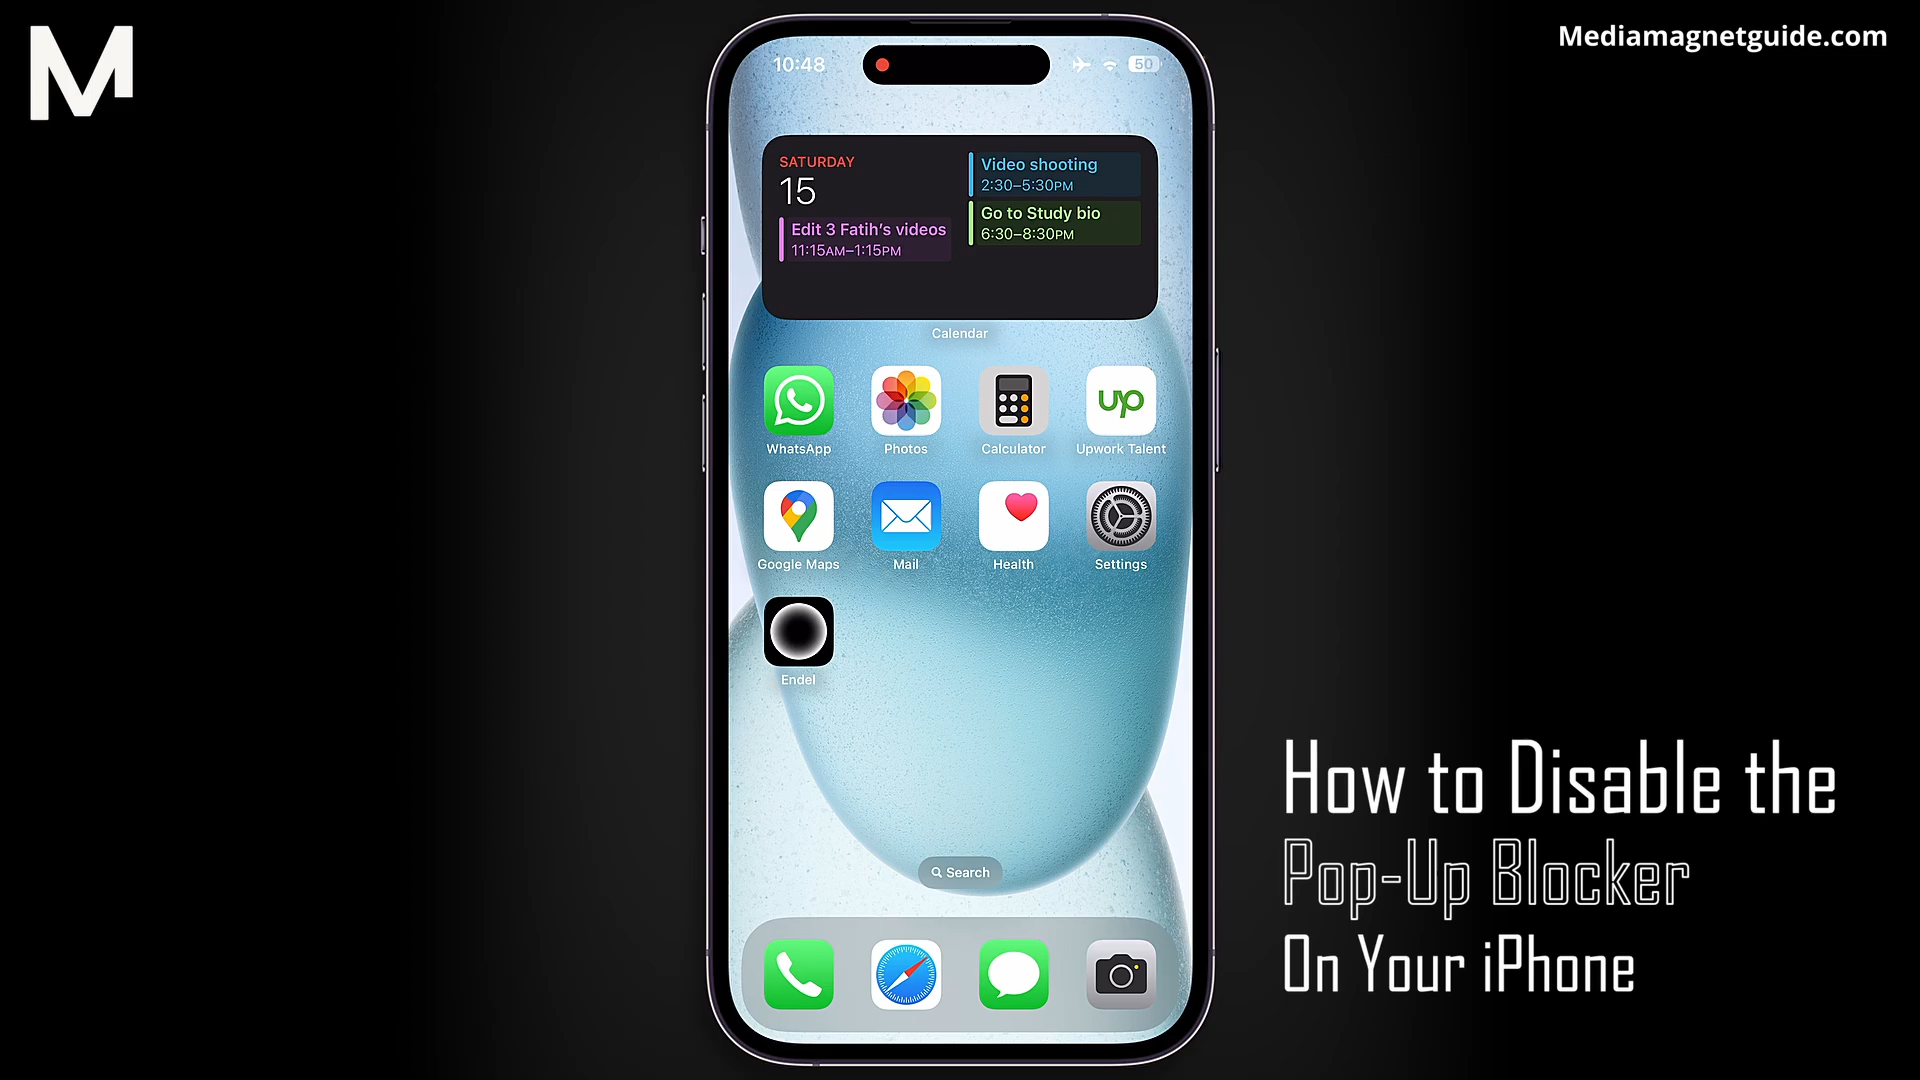 M
Mediamagnetguide.com
10:48
50
SATURDAY
15
Edit 3 Fatih's videos
11:15AM–1:15PM
Video shooting
2:30–5:30PM
Go to Study bio
6:30–8:30PM
Calendar
WhatsApp Photos Calculator Upwork Talent
up
Google Maps Mail Health Settings
Endel
Search
How to Disable the
Pop-Up Blocker
On Your iPhone